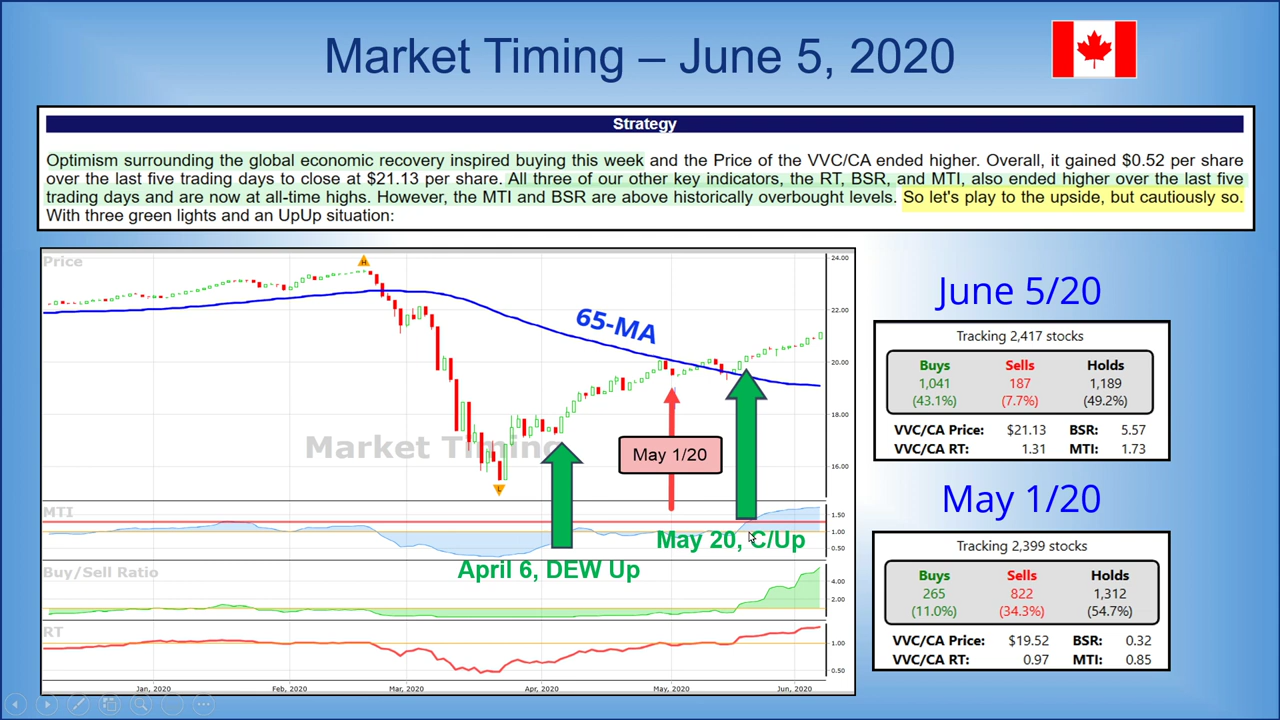 Market Timing – June 5, 2020
Strategy
Optimism surrounding the global economic recovery inspired buying this week and the Price of the VVC/CA ended higher. Overall, it gained $0.52 per share
over the last five trading days to close at $21.13 per share. All three of our other key indicators, the RT, BSR, and MTI, also ended higher over the last five
trading days and are now at all-time highs. However, the MTI and BSR are above historically overbought levels. So let's play to the upside, but cautiously so.
With three green lights and an UpUp situation:
Price
H
24.00
22.00
20.00
18.00
16.00
65-MA
Market Timing
L
May 1/20
MTI
1.50
1.00
0.50
May 20, C/Up
April 6, DEW Up
Buy/Sell Ratio
4.00
2.00
RT
1.00
0.50
Jan, 2020 Feb, 2020 Mar, 2020 Apr, 2020 May, 2020 Jun, 2020
June 5/20
Tracking 2,417 stocks
Buys Sells Holds
1,041 187 1,189
(43.1%) (7.7%) (49.2%)
VVC/CA Price: $21.13 BSR: 5.57
VVC/CA RT: 1.31 MTI: 1.73
May 1/20
Tracking 2,399 stocks
Buys Sells Holds
265 822 1,312
(11.0%) (34.3%) (54.7%)
VVC/CA Price: $19.52 BSR: 0.32
VVC/CA RT: 0.97 MTI: 0.85